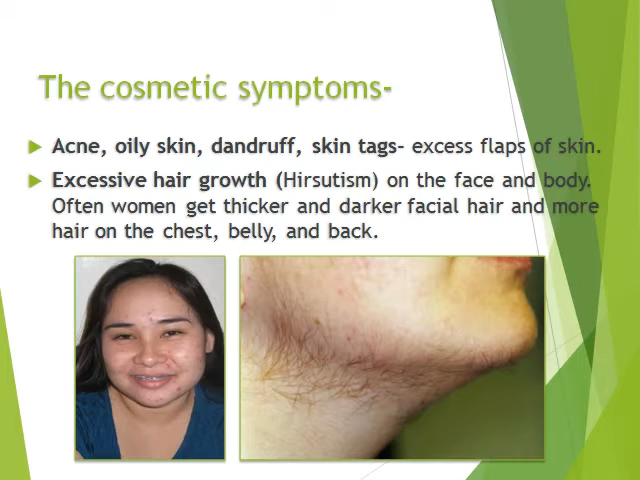 The cosmetic symptoms-
Acne, oily skin, dandruff, skin tags- excess flaps of skin.
Excessive hair growth (Hirsutism) on the face and body.
Often women get thicker and darker facial hair and more
hair on the chest, belly, and back.